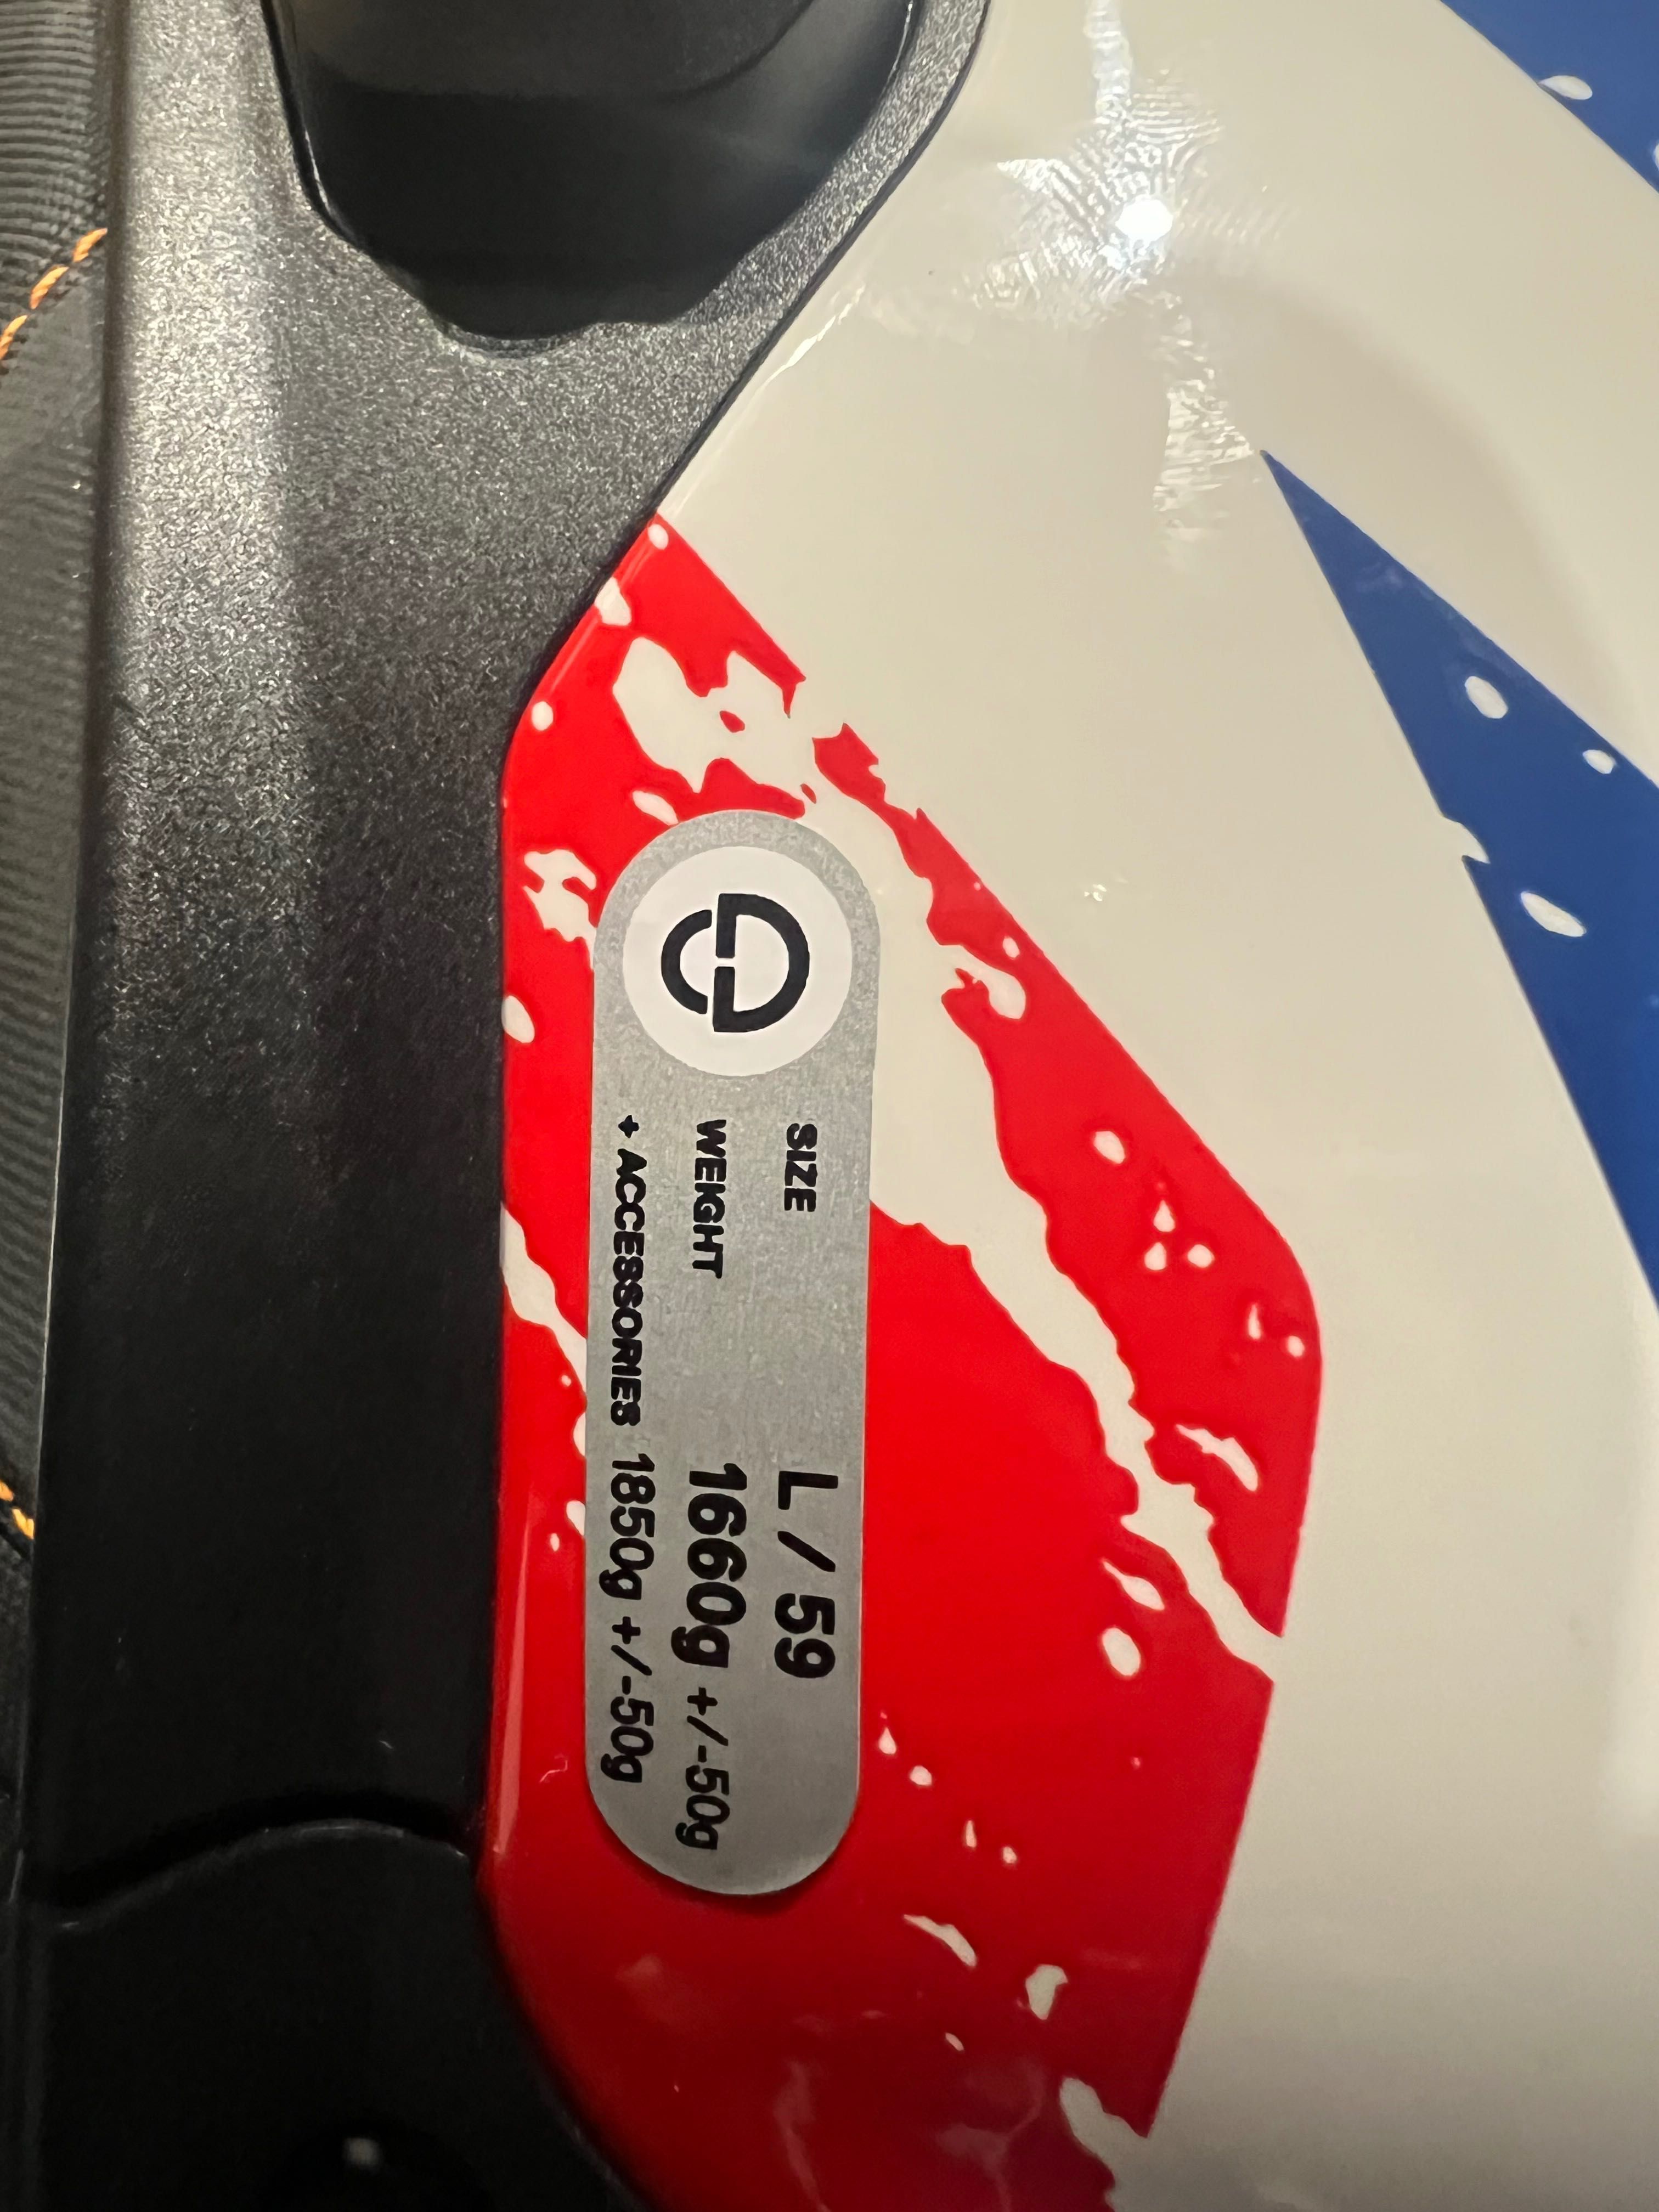 SIZE L / 59
WEIGHT 1660g +/-50g
+ ACCESSORIES 1850g +/-50g